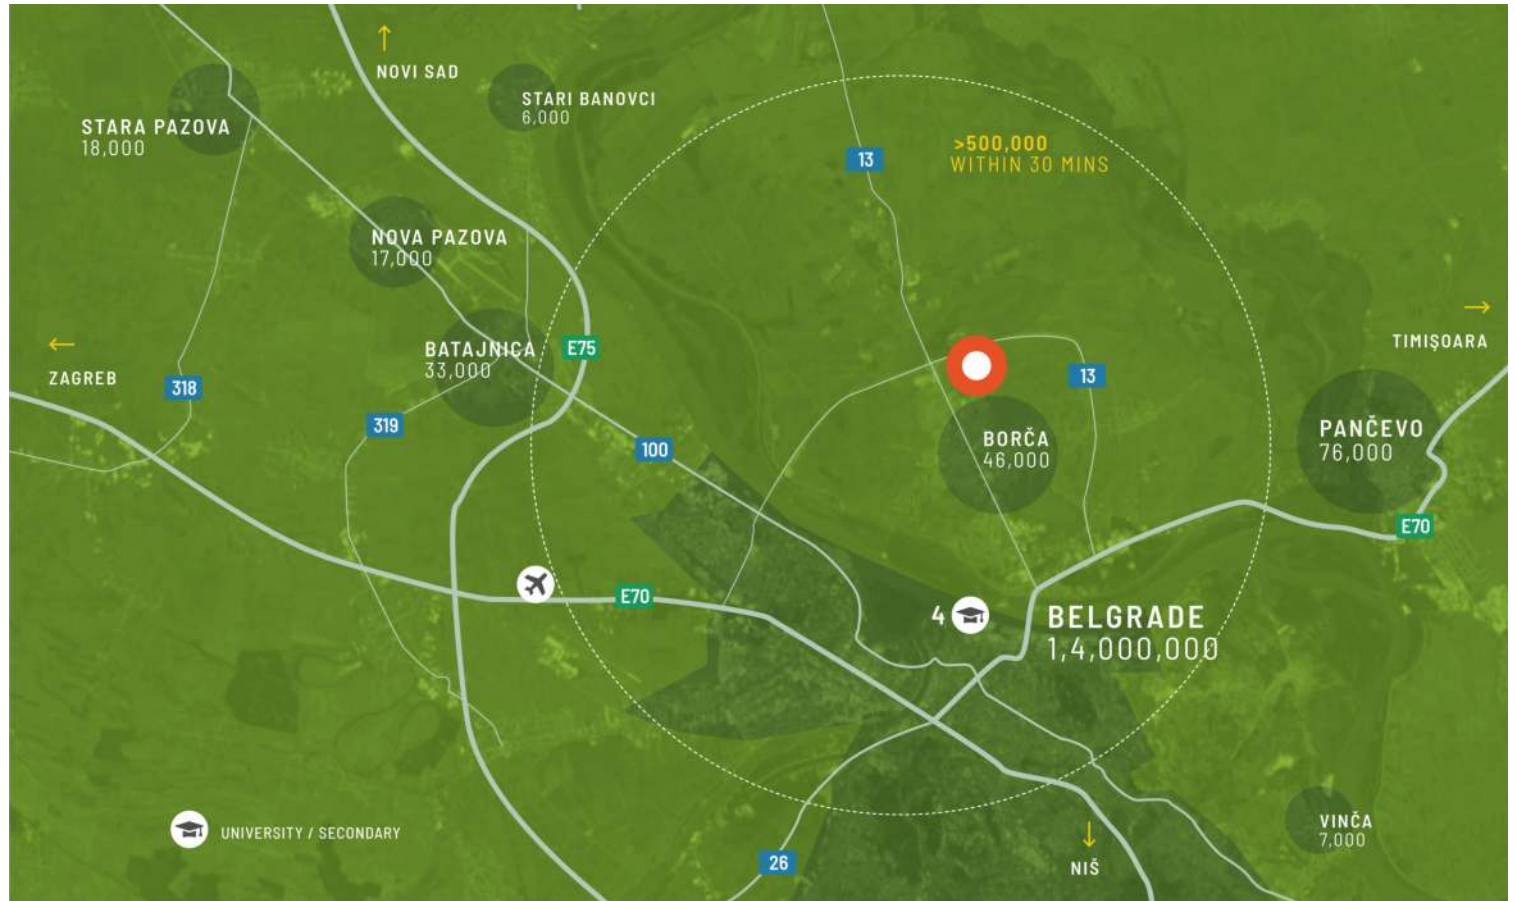 NOVI SAD
STARI BANOVCI
6,000
STARA PAZOVA
18,000
13
>500,000
WITHIN 30 MINS
NOVA PAZOVA
17,000
BATAJNICA
33,000
E75
TIMIŞOARA
ZAGREB
318
13
319
100
BORČA
46,000
PANČEVO
76,000
E70
E70
4
BELGRADE
1,4,000,000
UNIVERSITY / SECONDARY
VINČA
7,000
26
NIŠ